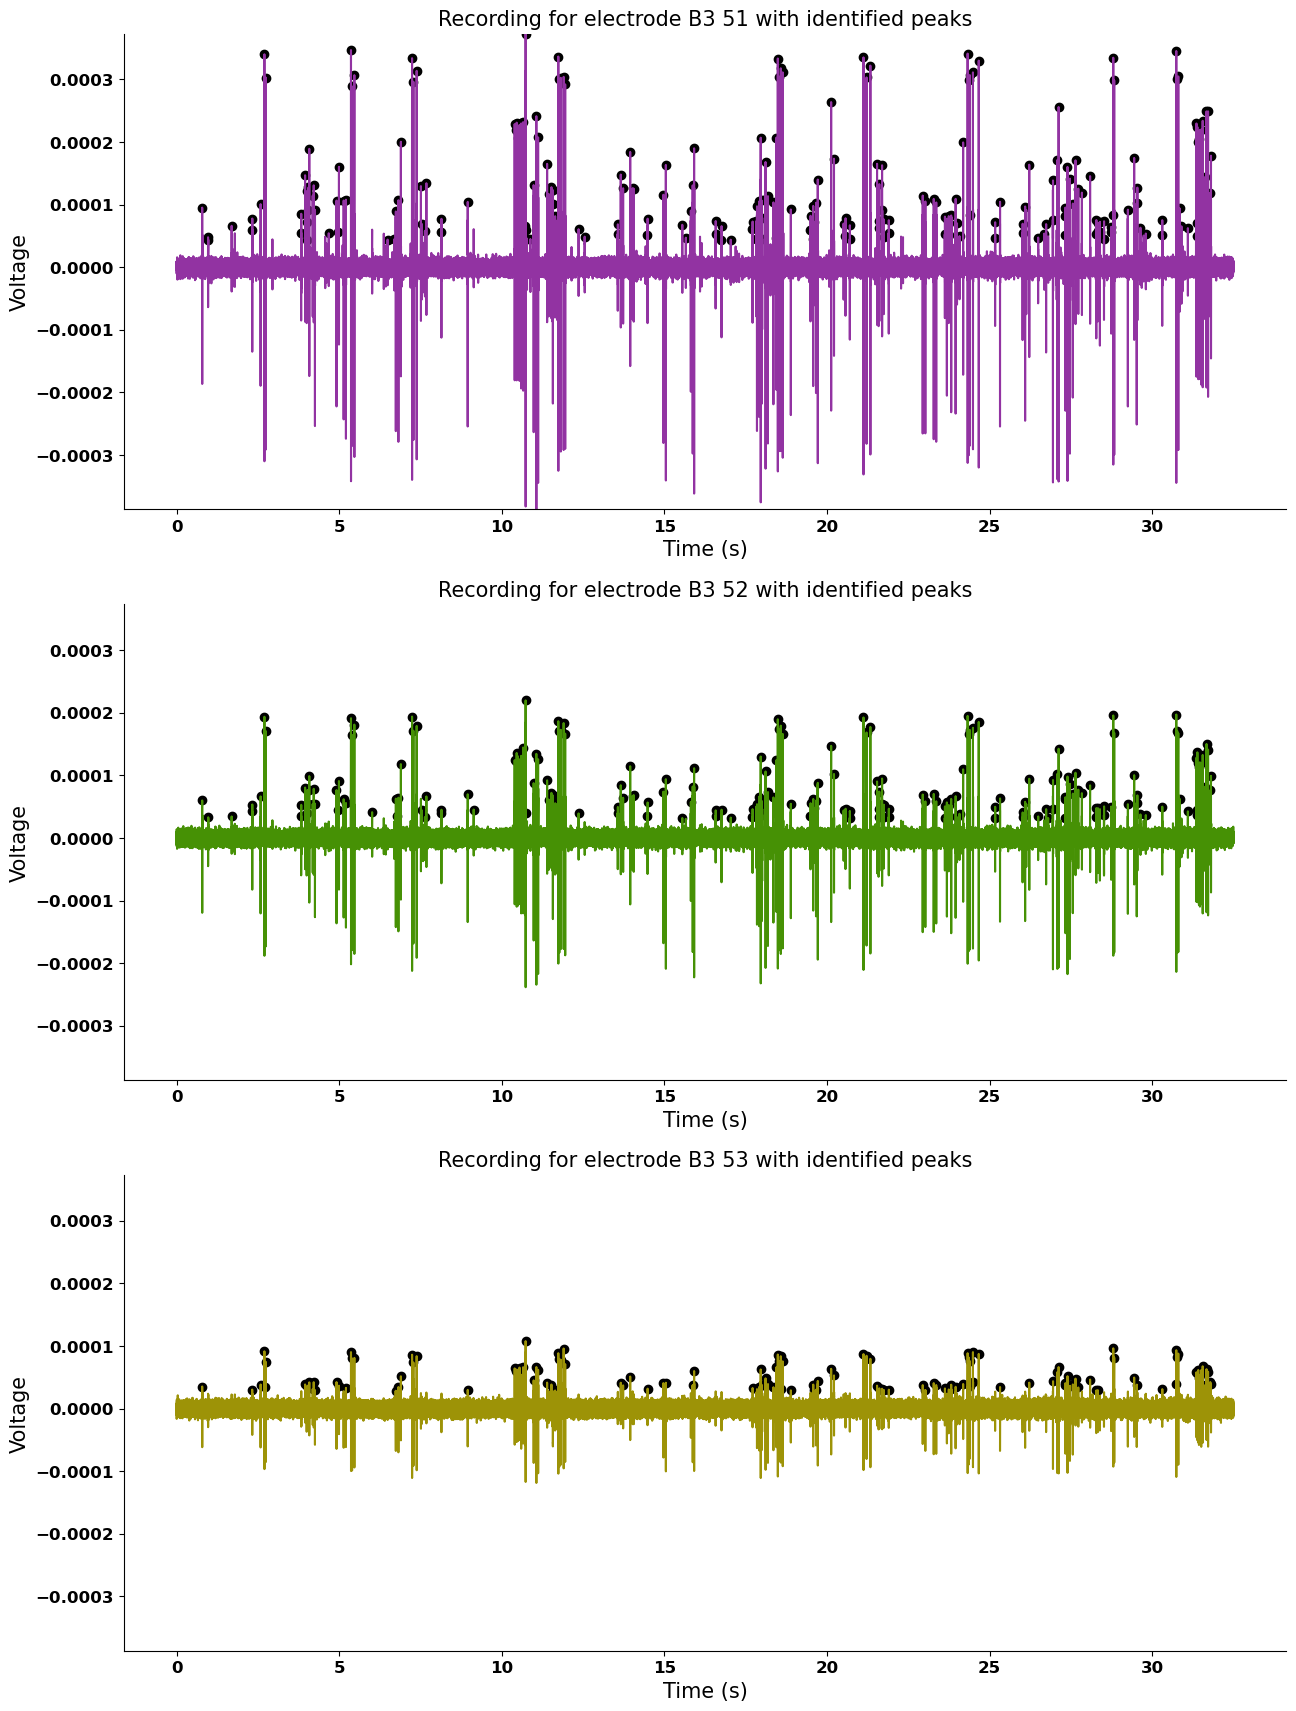 Recording for electrode B3 51 with identified peaks
0.0003
0.0002
0.0001
0.0000
−0.0001
−0.0002
−0.0003
Voltage
0 5 10 15 20 25 30
Time (s)
Recording for electrode B3 52 with identified peaks
0.0003
0.0002
0.0001
0.0000
−0.0001
−0.0002
−0.0003
Voltage
0 5 10 15 20 25 30
Time (s)
Recording for electrode B3 53 with identified peaks
0.0003
0.0002
0.0001
0.0000
−0.0001
−0.0002
−0.0003
Voltage
0 5 10 15 20 25 30
Time (s)